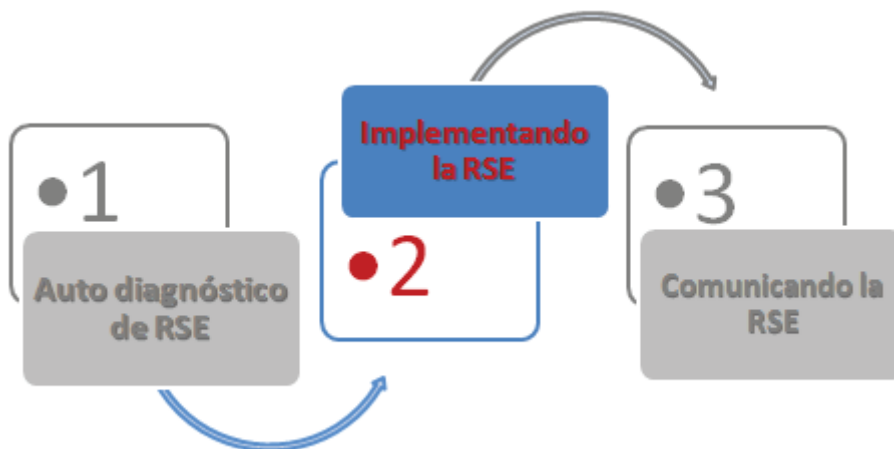 • 1
Auto diagnóstico
de RSE
Implementando
la RSE
• 2
• 3
Comunicando la
RSE